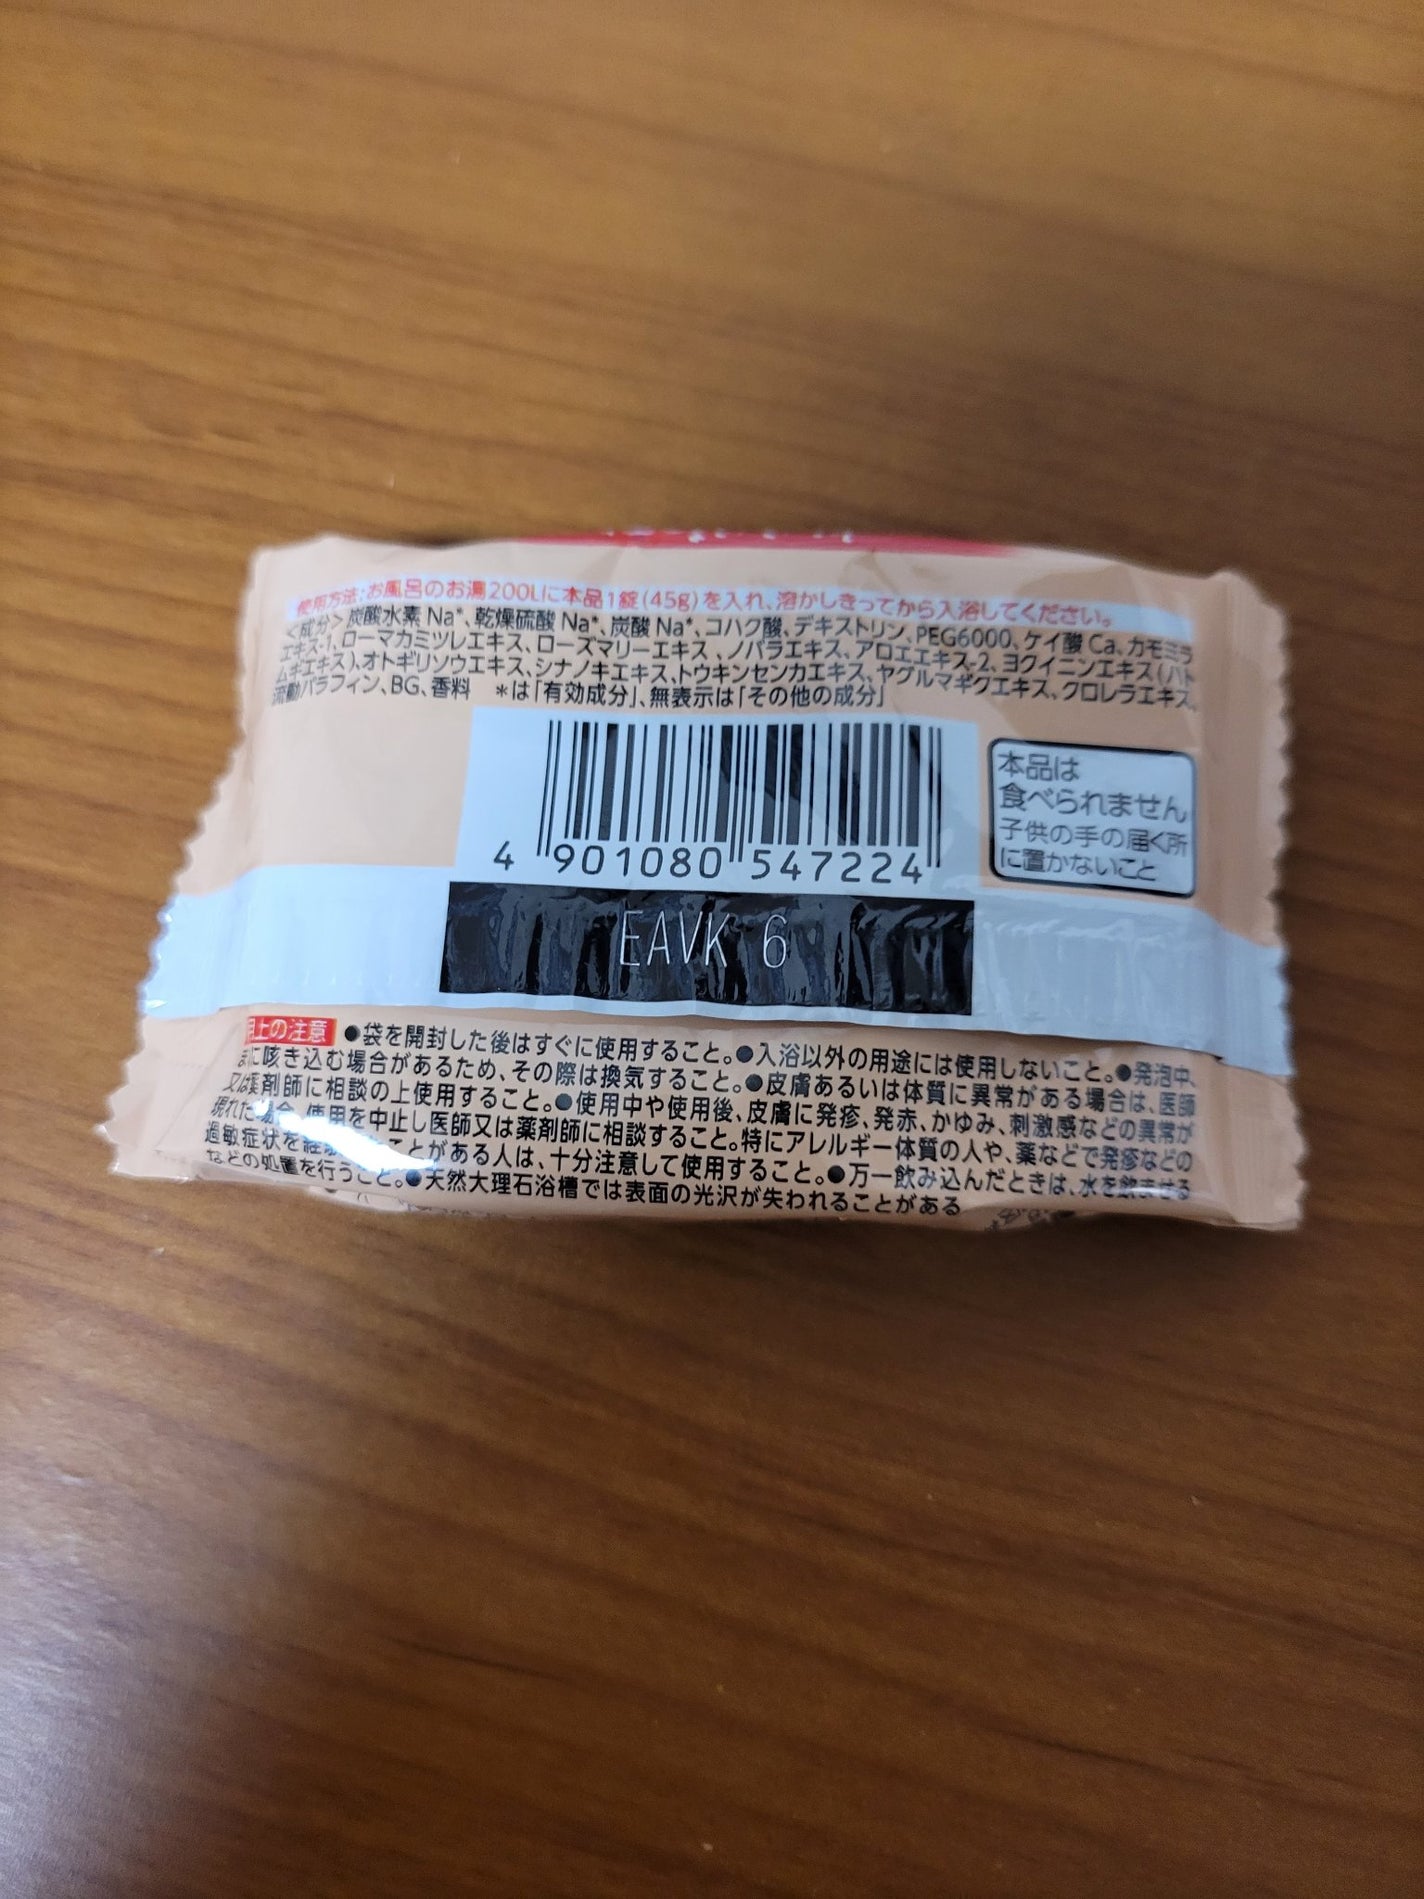 使用方法:お風呂のお湯200Lに本品1錠(45g)を入れ、溶かしきってから入浴してください。
<成分>炭酸水素Na*、乾燥硫酸Na*、炭酸Na*、コハク酸、デキストリン、PEG6000、ケイ酸Ca、カモミラ
エキス-1、ローマカミツレエキス、ローズマリーエキス、ノバラエキス、アロエエキス-2、ヨクイニンエキス(ハト
ムギエキス)、オトギリソウエキス、シナノキエキス、トウキンセンカエキス、ヤグルマギクエキス、クロレラエキス、
流動パラフィン、BG、香料 *は「有効成分」、無表示は「その他の成分」
本品は
食べられません
子供の手の届く所
に置かないこと
4 901080 547224
EAVK 6
上の注意 ●袋を開封した後はすぐに使用すること。●入浴以外の用途には使用しないこと。●発泡中、
まれに咳き込む場合があるため、その際は換気すること。●皮膚あるいは体質に異常がある場合は、医師
又は薬剤師に相談の上使用すること。●使用中や使用後、皮膚に発疹、発赤、かゆみ、刺激感などの異常が
現れた場合、使用を中止し医師又は薬剤師に相談すること。特にアレルギー体質の人や、薬などで発疹などの
過敏症状を経験 ことがある人は、十分注意して使用すること。●万一飲み込んだときは、水を飲ませる
などの処置を行うこと。●天然大理石浴槽では表面の光沢が失われることがある